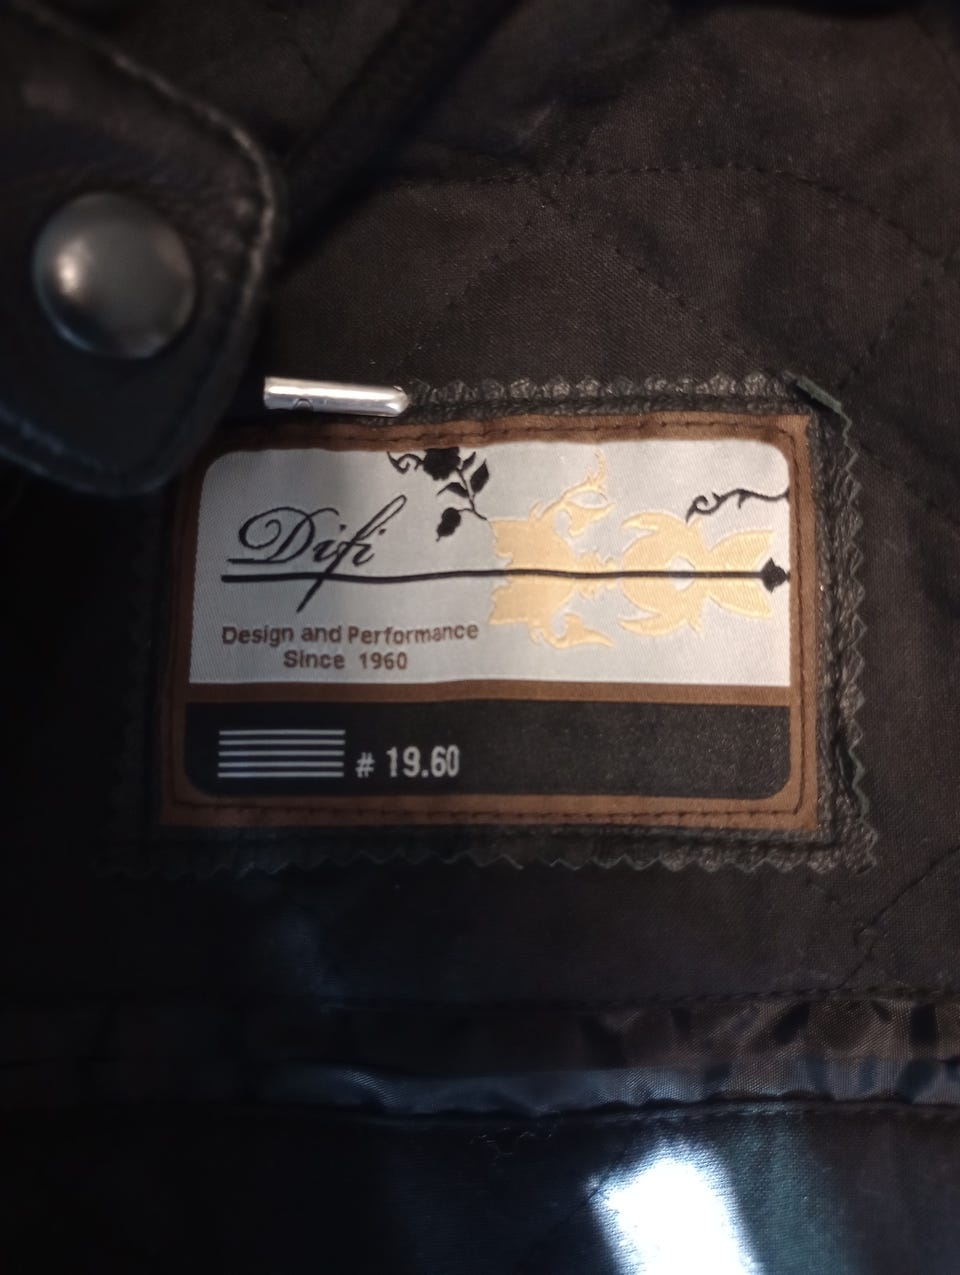 Difi
Design and Performance
Since 1960
# 19.60